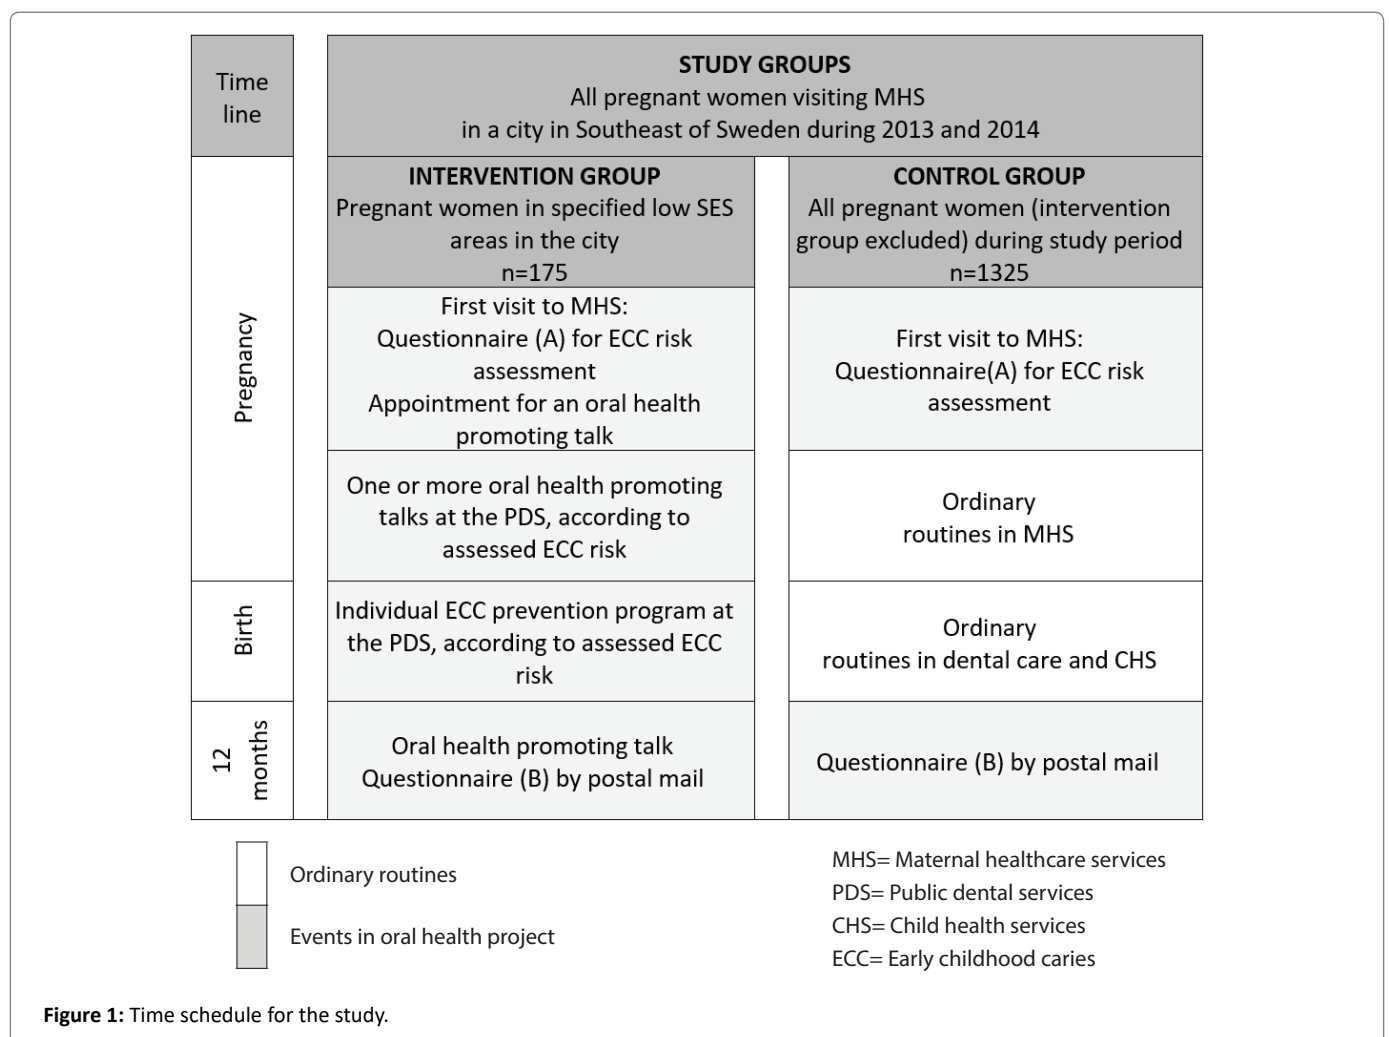 Time
line
STUDY GROUPS
All pregnant women visiting MHS
in a city in Southeast of Sweden during 2013 and 2014
Pregnancy
INTERVENTION GROUP
Pregnant women in specified low SES
areas in the city
n=175
CONTROL GROUP
All pregnant women (intervention
group excluded) during study period
n=1325
First visit to MHS:
Questionnaire (A) for ECC risk
assessment
Appointment for an oral health
promoting talk
First visit to MHS:
Questionnaire(A) for ECC risk
assessment
One or more oral health promoting
talks at the PDS, according to
assessed ECC risk
Ordinary
routines in MHS
Birth
Individual ECC prevention program at
the PDS, according to assessed ECC
risk
Ordinary
routines in dental care and CHS
12
months
Oral health promoting talk
Questionnaire (B) by postal mail
Questionnaire (B) by postal mail
Ordinary routines
Events in oral health project
MHS= Maternal healthcare services
PDS= Public dental services
CHS= Child health services
ECC= Early childhood caries
Figure 1: Time schedule for the study.